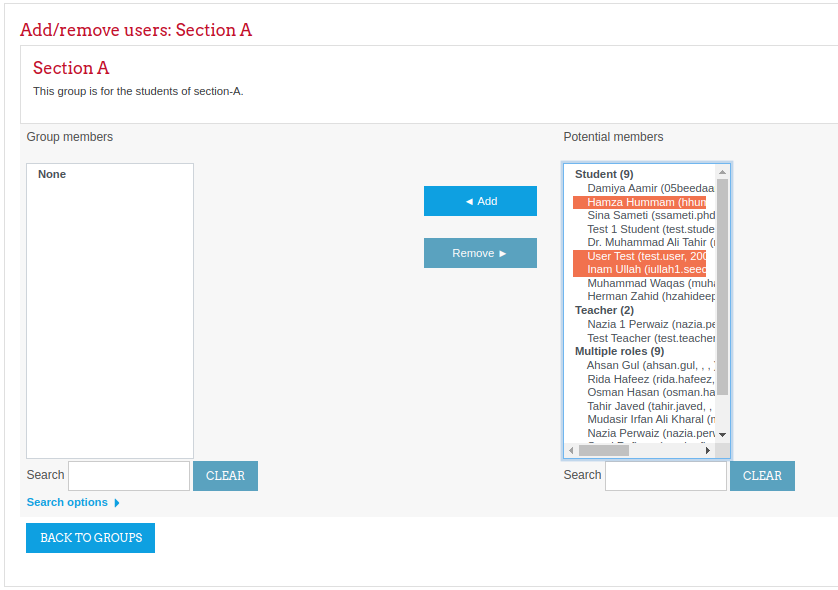 Add/remove users: Section A
Section A
This group is for the students of section-A.
Group members
None
Search
CLEAR
Search options
◄ Add
Remove ►
Potential members
Student (9)
Damiya Aamir (05beedaa
Hamza Hummam (hhum
Sina Sameti (ssameti.phd
Test 1 Student (test.stude
Dr. Muhammad Ali Tahir (
User Test (test.user, 200
Inam Ullah (iullah1.seec
Muhammad Waqas (muha
Herman Zahid (hzahideep
Teacher (2)
Nazia 1 Perwaiz (nazia.pe
Test Teacher (test.teacher
Multiple roles (9)
Ahsan Gul (ahsan.gul, , , )
Rida Hafeez (rida.hafeez,
Osman Hasan (osman.ha
Tahir Javed (tahir.javed, ,
Mudasir Irfan Ali Kharal (m
Nazia Perwaiz (nazia.perw
Search
CLEAR
BACK TO GROUPS